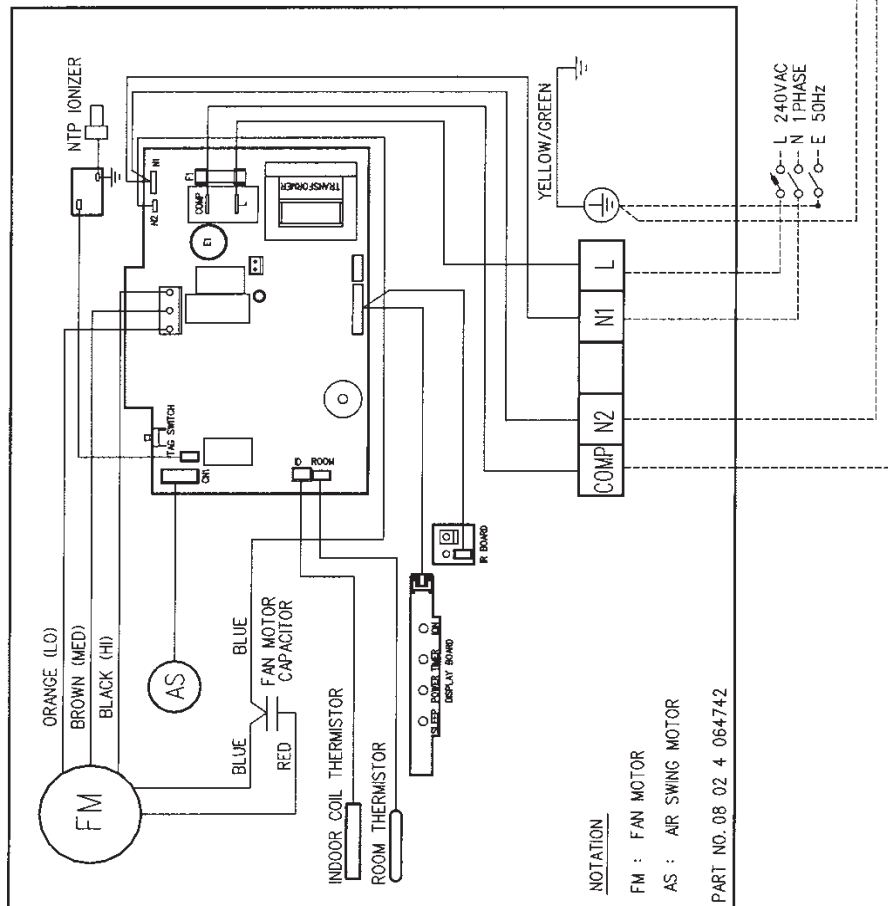 NTP IONIZER
N1
N2
F1
COMP
L
TRANSFORMER
E1
TAG SWITCH
CN1
ID
ROOM
ORANGE (LO)
BROWN (MED)
BLACK (HI)
FM
AS
BLUE
BLUE
RED
FAN MOTOR
CAPACITOR
INDOOR COIL THERMISTOR
ROOM THERMISTOR
IR BOARD
SLEEP POWER TIMER ION
DISPLAY BOARD
YELLOW/GREEN
L 240VAC
N 1PHASE
E 50Hz
COMP N2 N1 L
NOTATION
FM : FAN MOTOR
AS : AIR SWING MOTOR
PART NO. 08 02 4 064742